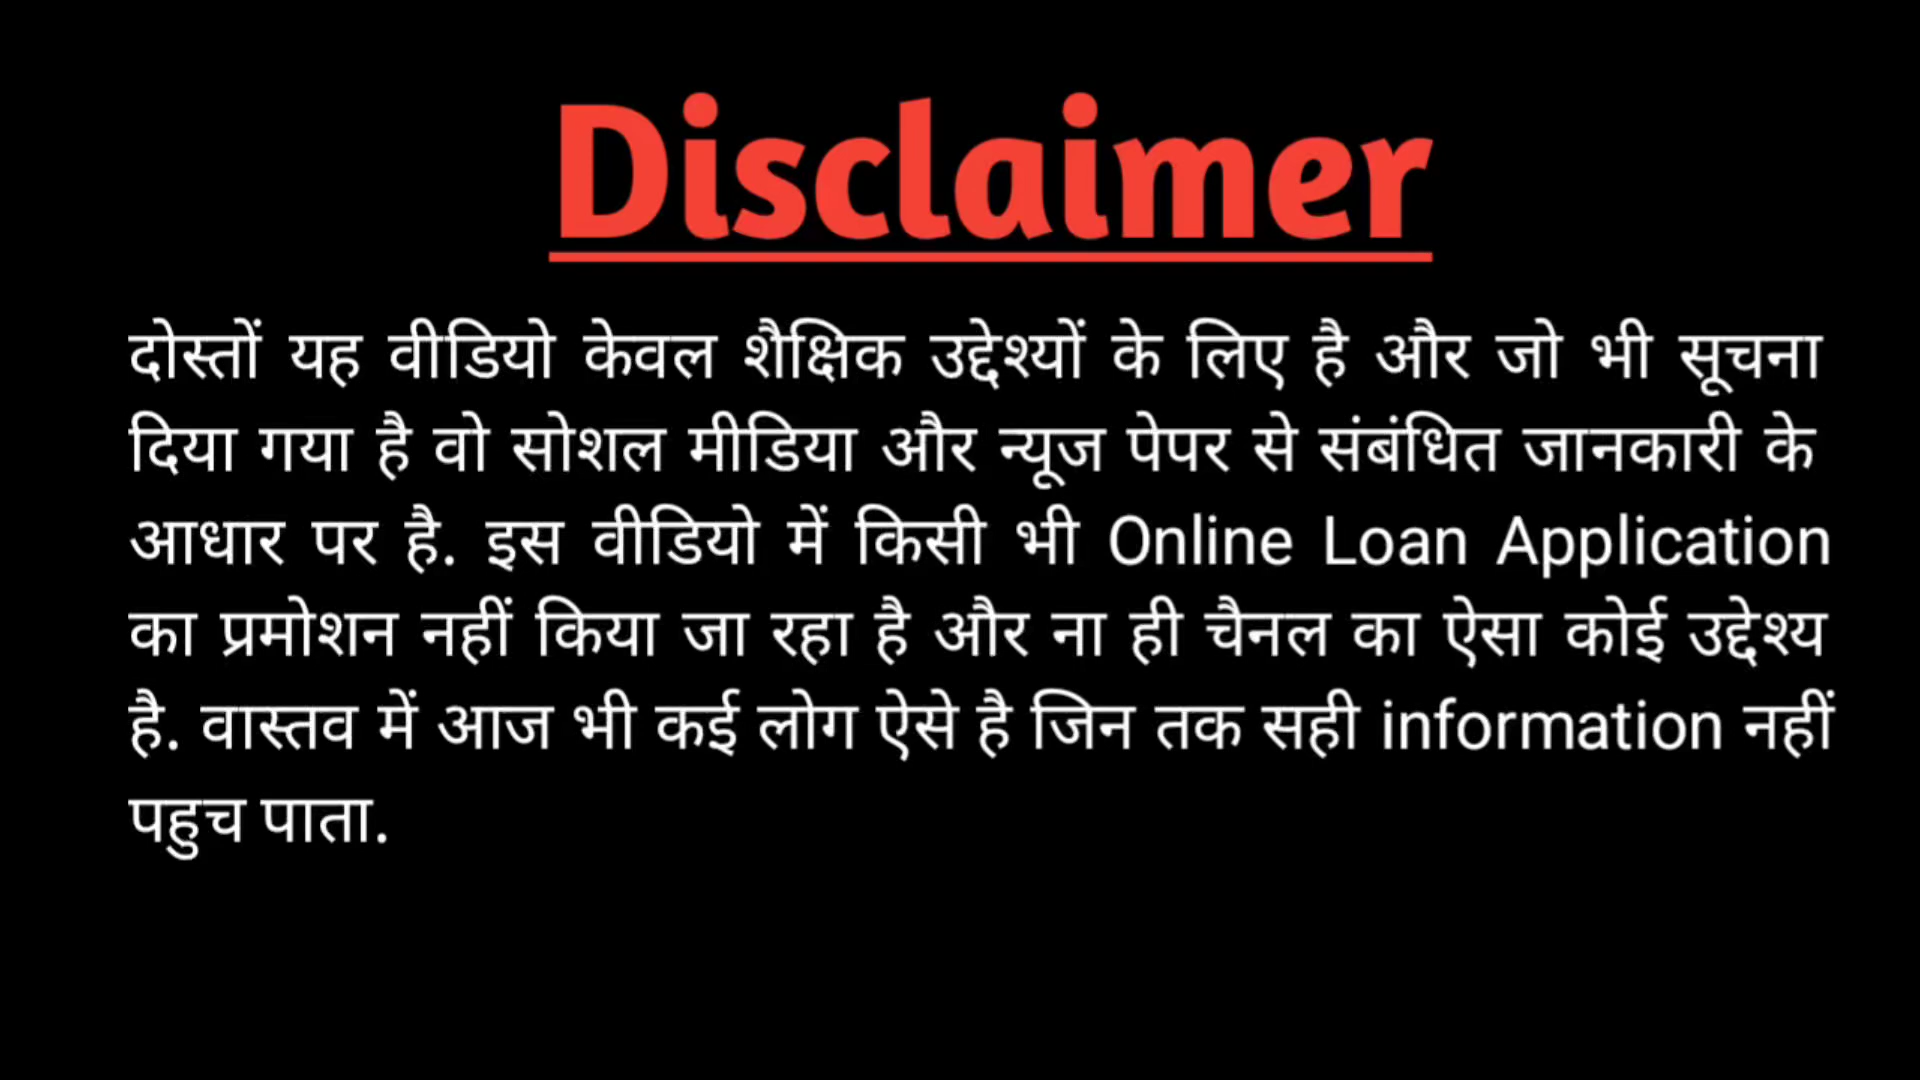 Disclaimer
दोस्तों यह वीडियो केवल शैक्षिक उद्देश्यों के लिए है और जो भी सूचना
दिया गया है वो सोशल मीडिया और न्यूज पेपर से संबंधित जानकारी के
आधार पर है. इस वीडियो में किसी भी Online Loan Application
का प्रमोशन नहीं किया जा रहा है और ना ही चैनल का ऐसा कोई उद्देश्य
है. वास्तव में आज भी कई लोग ऐसे है जिन तक सही information नहीं
पहुच पाता.